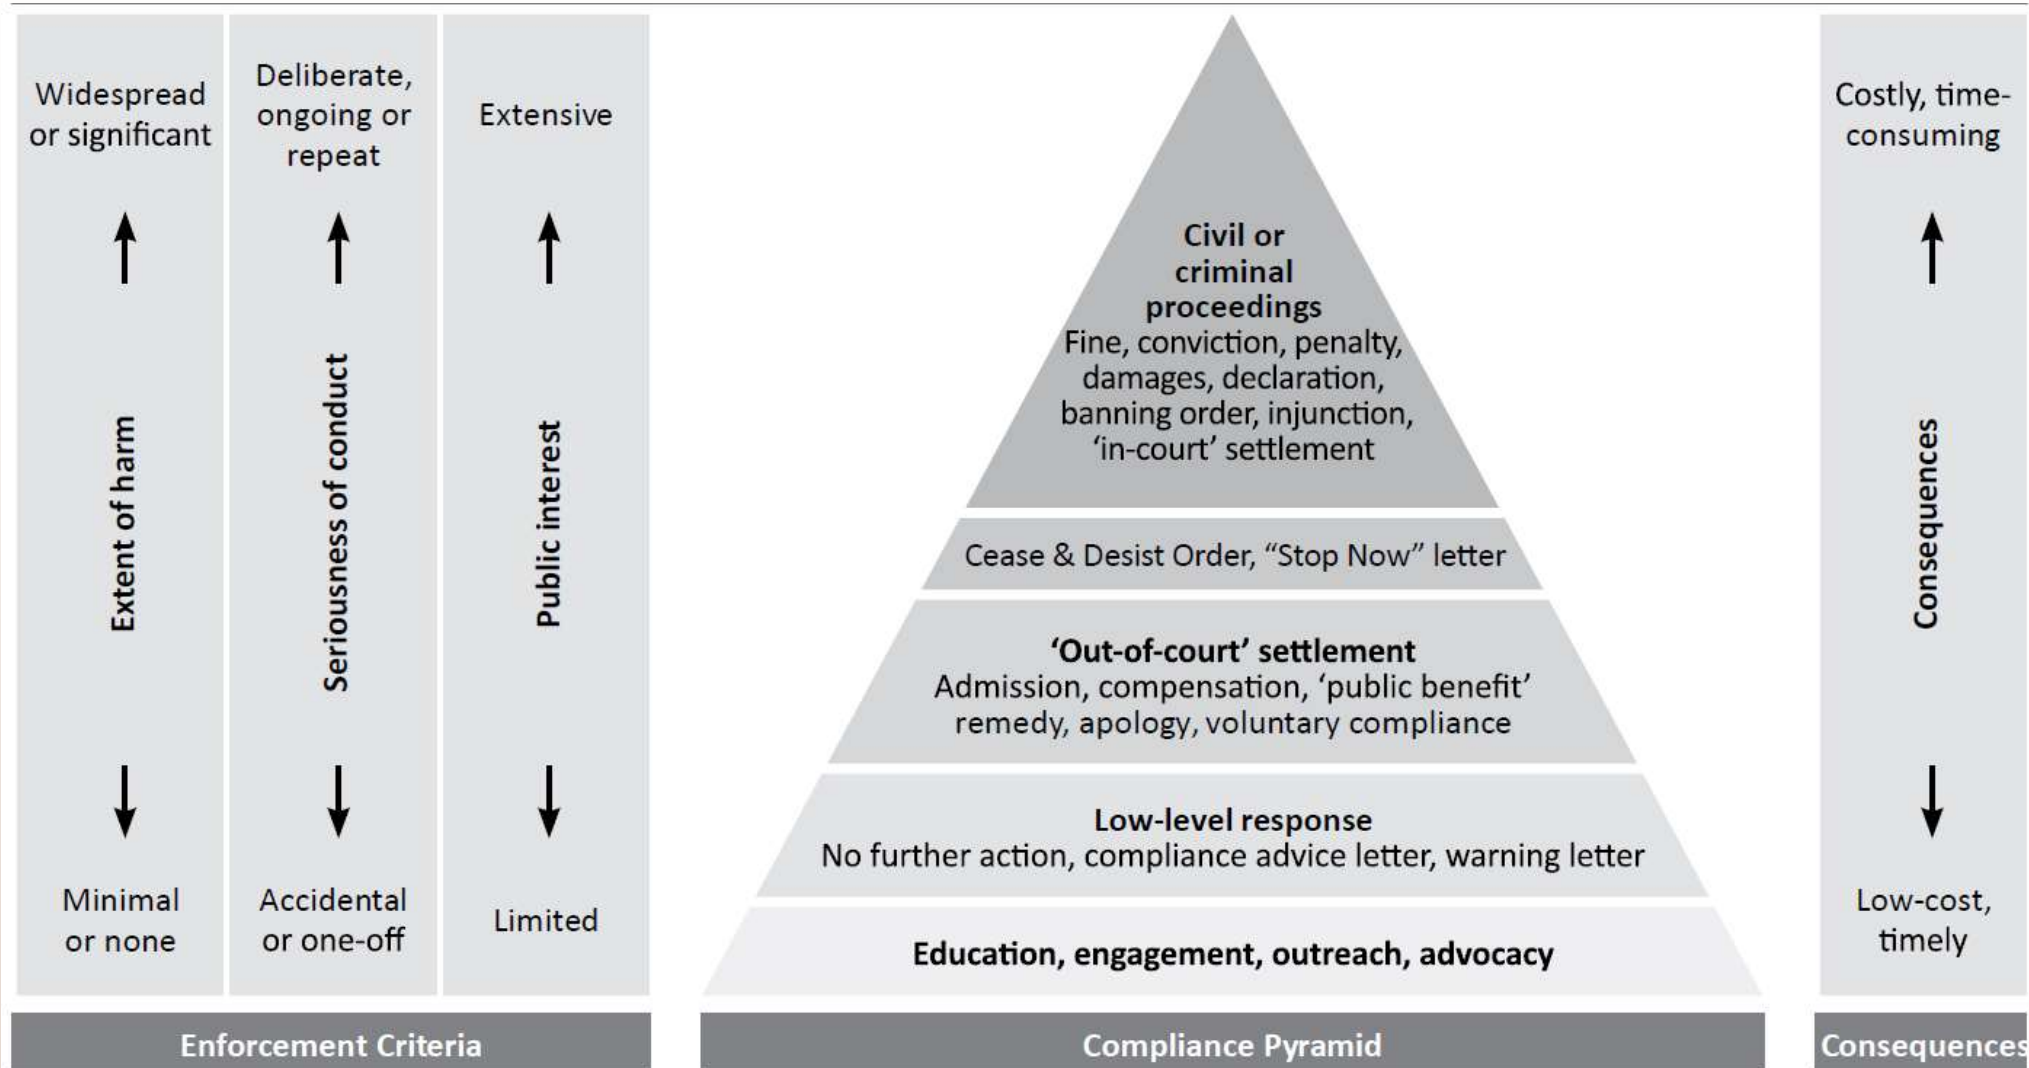 Widespread
or significant
Extent of harm
Minimal
or none
Deliberate,
ongoing or
repeat
Seriousness of conduct
Accidental
or one-off
Extensive
Public interest
Limited
Enforcement Criteria
Civil or
criminal
proceedings
Fine, conviction, penalty,
damages, declaration,
banning order, injunction,
‘in-court’ settlement
Cease & Desist Order, “Stop Now” letter
‘Out-of-court’ settlement
Admission, compensation, ‘public benefit’
remedy, apology, voluntary compliance
Low-level response
No further action, compliance advice letter, warning letter
Education, engagement, outreach, advocacy
Compliance Pyramid
Costly, time-
consuming
Consequences
Low-cost,
timely
Consequences